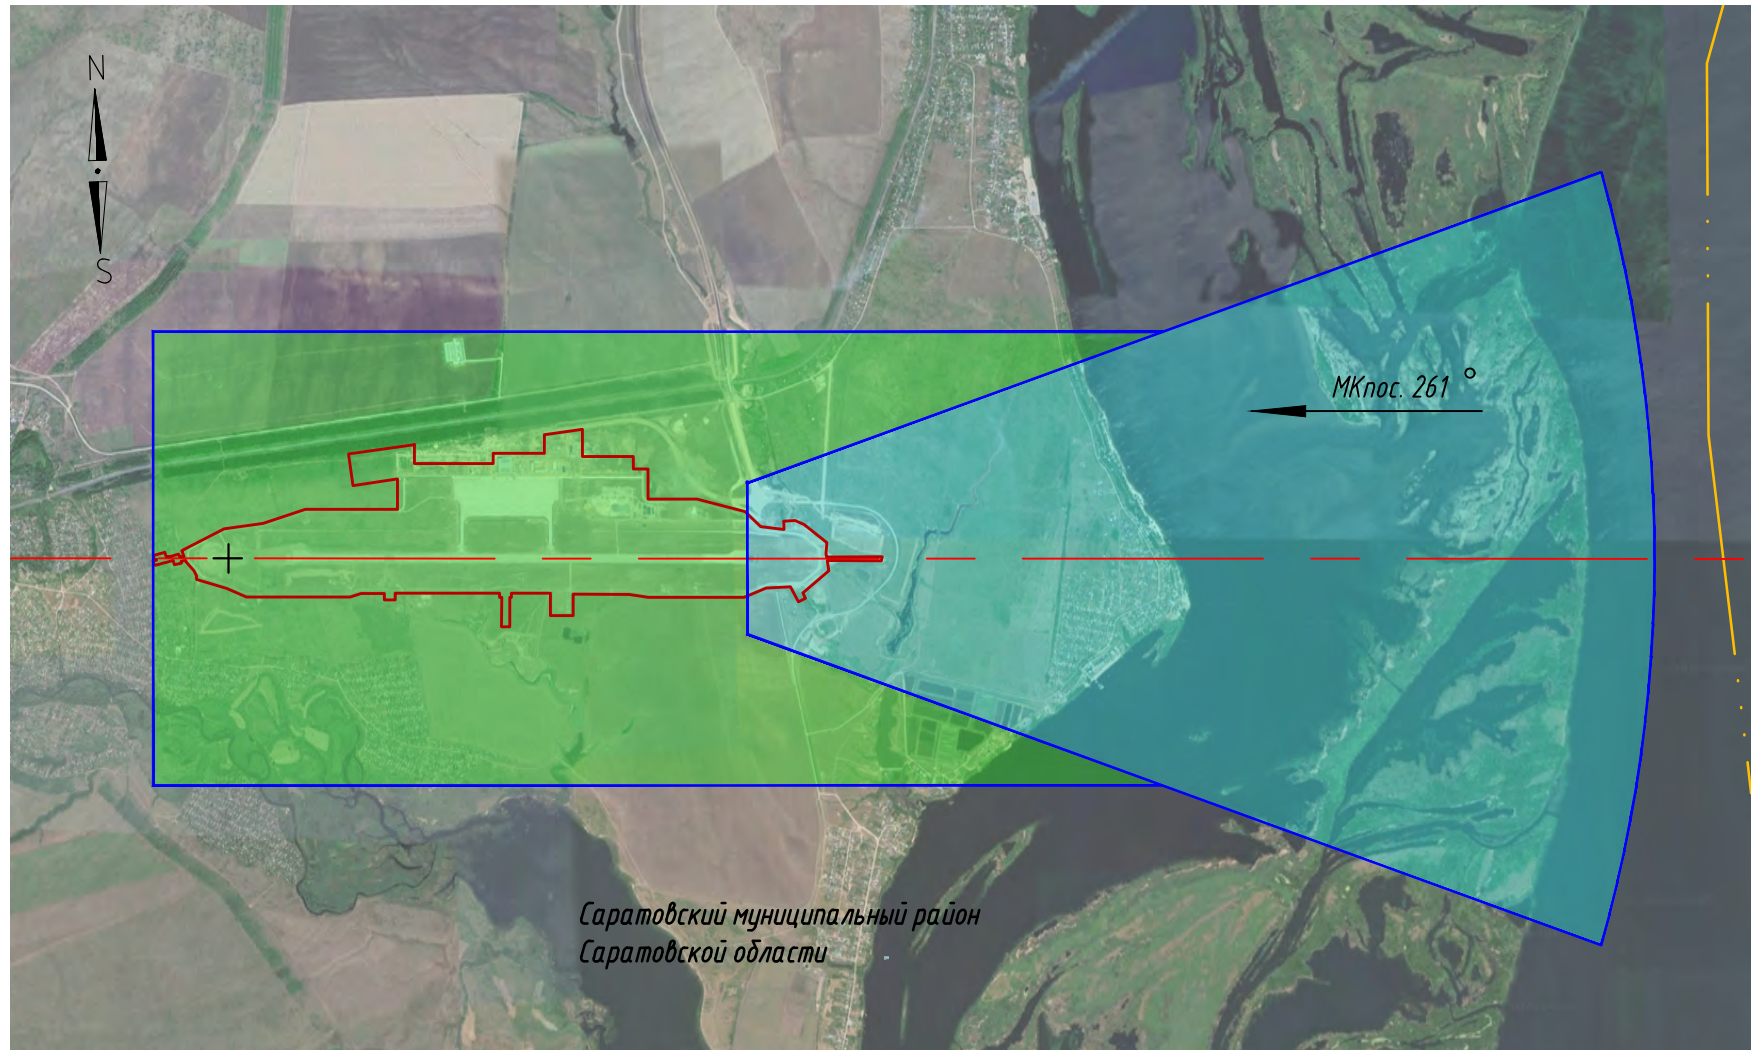 N
S
МКпос. 261°
Саратовский муниципальный район
Саратовской области